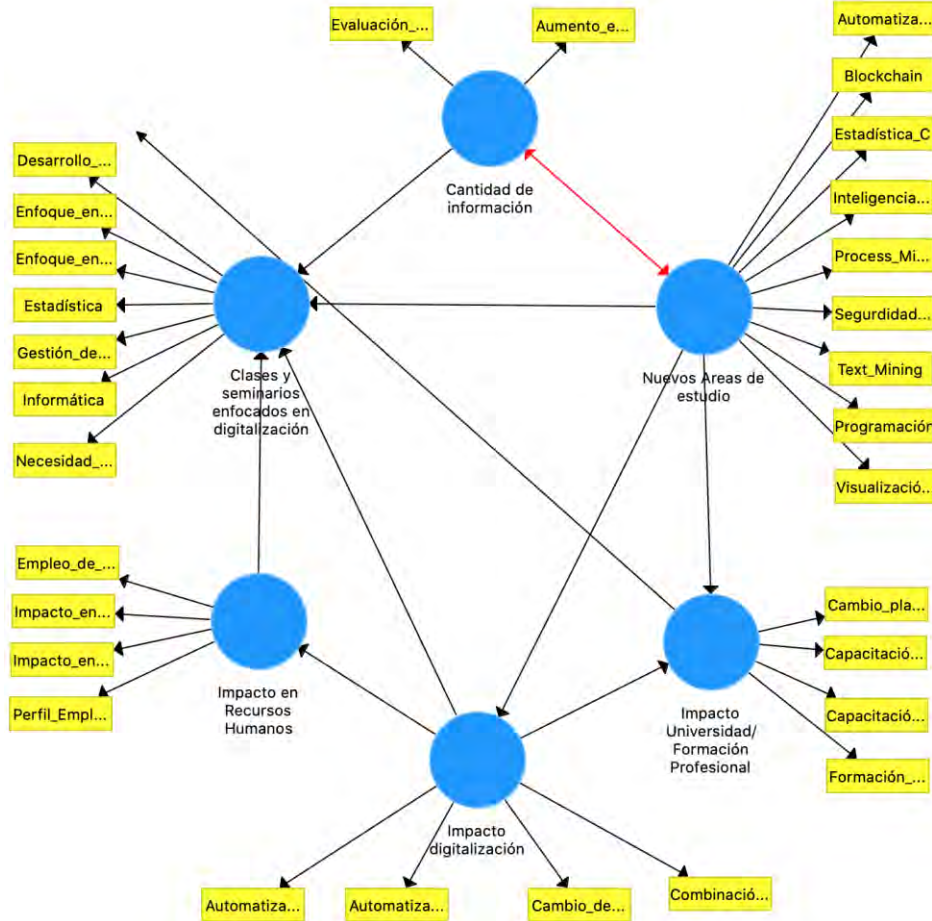 Evaluación_...
Aumento_e...
Automatiza...
Blockchain
Estadística_C
Inteligencia...
Process_Mi...
Segurdidad...
Text_Mining
Programación
Visualizació...
Cantidad de
información
Desarrollo_...
Enfoque_en...
Enfoque_en...
Estadística
Gestión_de...
Informática
Necesidad_...
Clases y
seminarios
enfocados en
digitalización
Nuevos Areas de
estudio
Empleo_de_...
Impacto_en...
Impacto_en...
Perfil_Empl...
Impacto en
Recursos
Humanos
Cambio_pla...
Capacitació...
Capacitació...
Formación_...
Impacto
Universidad/
Formación
Profesional
Impacto
digitalización
Automatiza...
Automatiza...
Cambio_de...
Combinació...